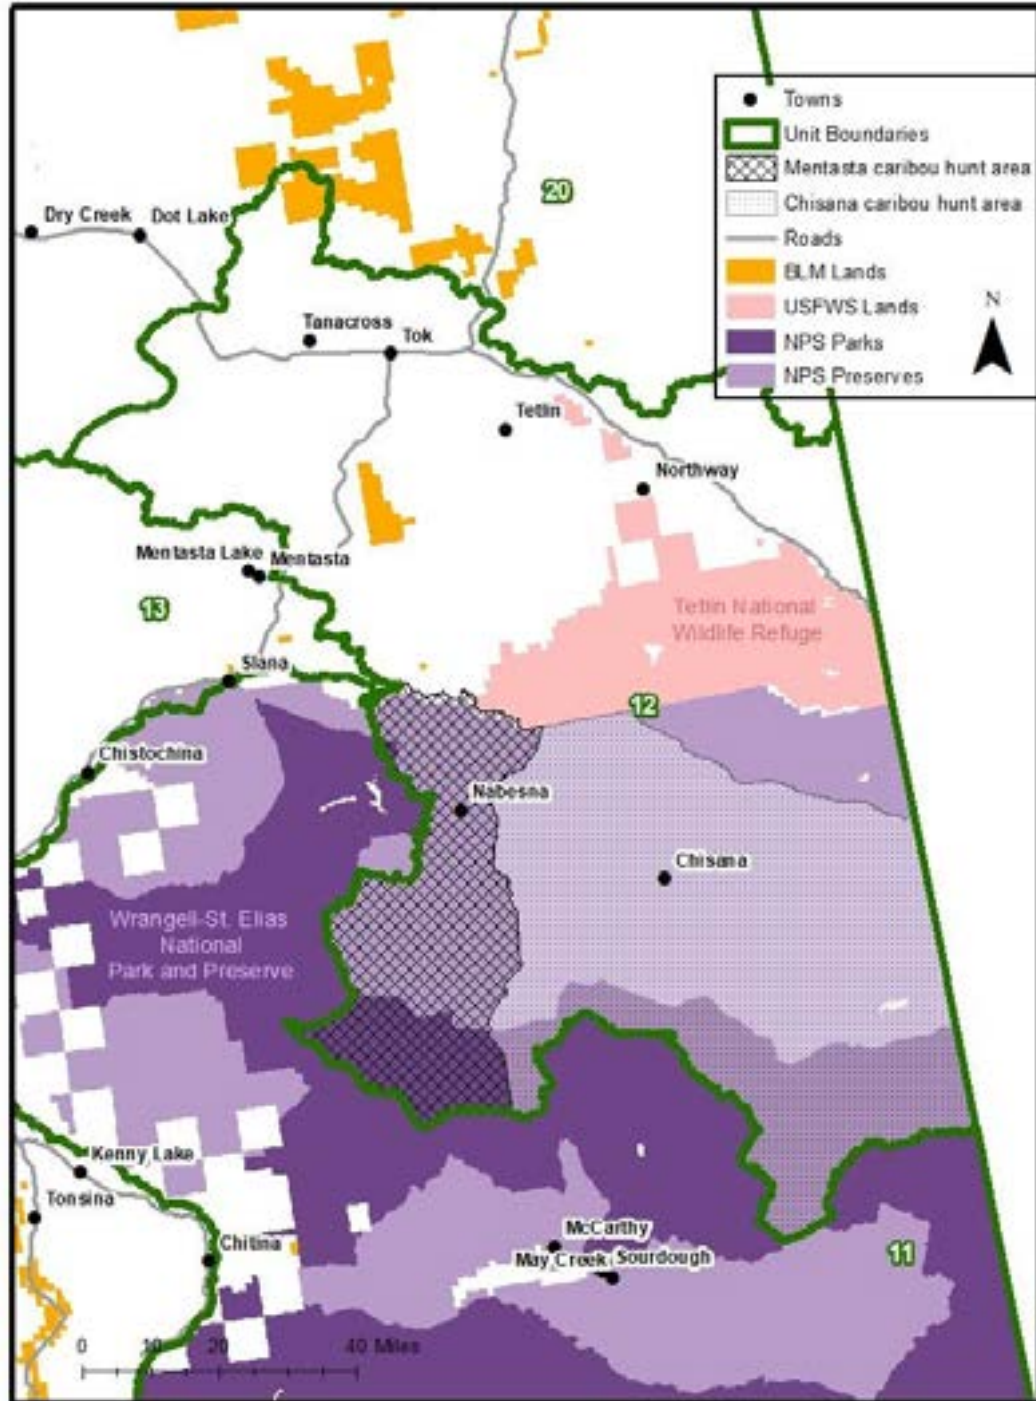 Towns
Unit Boundaries
Mentasta caribou hunt area
Chisana caribou hunt area
Roads
BLM Lands
USFWS Lands
NPS Parks
NPS Preserves
N
20
Dry Creek
Dot Lake
Tanacross
Tok
Tetlin
Northway
Mentasta Lake
Mentasta
13
Tetlin National
Wildlife Refuge
Slana
12
Chistochina
Nabesna
Chisana
Wrangell-St. Elias
National
Park and Preserve
Kenny Lake
Tonsina
Chitina
McCarthy
May Creek
Sourdough
11
0 10 20 40 Miles